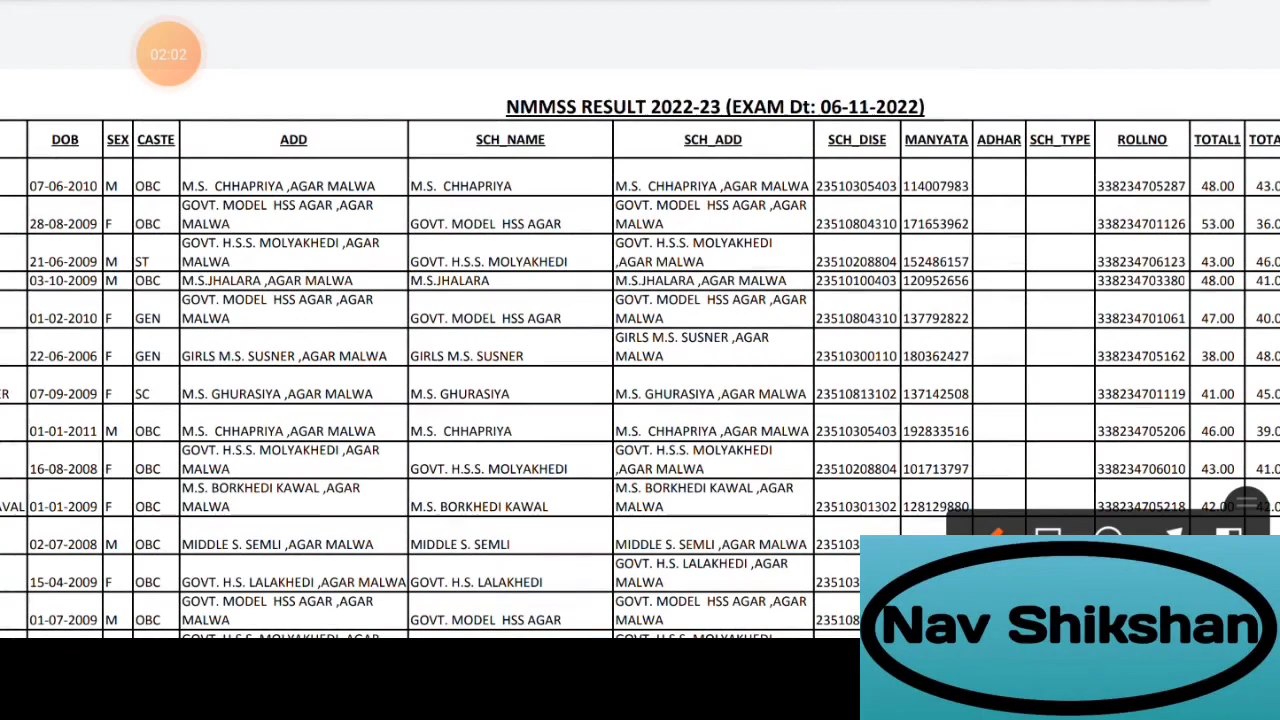 02:02
NMMSS RESULT 2022-23 (EXAM Dt: 06-11-2022)
DOB SEX CASTE ADD SCH_NAME SCH_ADD SCH_DISE MANYATA ADHAR SCH_TYPE ROLLNO TOTAL1 TOTA
07-06-2010 M OBC M.S. CHHAPRIYA ,AGAR MALWA M.S. CHHAPRIYA M.S. CHHAPRIYA ,AGAR MALWA 23510305403 114007983 338234705287 48.00 43.0
GOVT. MODEL HSS AGAR ,AGAR GOVT. MODEL HSS AGAR ,AGAR
28-08-2009 F OBC MALWA GOVT. MODEL HSS AGAR MALWA 23510804310 171653962 338234701126 53.00 36.0
GOVT. H.S.S. MOLYAKHEDI ,AGAR GOVT. H.S.S. MOLYAKHEDI
21-06-2009 M ST MALWA GOVT. H.S.S. MOLYAKHEDI ,AGAR MALWA 23510208804 152486157 338234706123 43.00 46.0
03-10-2009 M OBC M.S.JHALARA ,AGAR MALWA M.S.JHALARA M.S.JHALARA ,AGAR MALWA 23510100403 120952656 338234703380 48.00 41.0
GOVT. MODEL HSS AGAR ,AGAR GOVT. MODEL HSS AGAR ,AGAR
01-02-2010 F GEN MALWA GOVT. MODEL HSS AGAR MALWA 23510804310 137792822 338234701061 47.00 40.0
GIRLS M.S. SUSNER ,AGAR
22-06-2006 F GEN GIRLS M.S. SUSNER ,AGAR MALWA GIRLS M.S. SUSNER MALWA 23510300110 180362427 338234705162 38.00 48.0
ER 07-09-2009 F SC M.S. GHURASIYA ,AGAR MALWA M.S. GHURASIYA M.S. GHURASIYA ,AGAR MALWA 23510813102 137142508 338234701119 41.00 45.0
01-01-2011 M OBC M.S. CHHAPRIYA ,AGAR MALWA M.S. CHHAPRIYA M.S. CHHAPRIYA ,AGAR MALWA 23510305403 192833516 338234705206 46.00 39.0
GOVT. H.S.S. MOLYAKHEDI ,AGAR GOVT. H.S.S. MOLYAKHEDI
16-08-2008 F OBC MALWA GOVT. H.S.S. MOLYAKHEDI ,AGAR MALWA 23510208804 101713797 338234706010 43.00 41.0
M.S. BORKHEDI KAWAL ,AGAR M.S. BORKHEDI KAWAL ,AGAR
AVAL 01-01-2009 F OBC MALWA M.S. BORKHEDI KAWAL MALWA 23510301302 128129880 338234705218 42.00 42.0
02-07-2008 M OBC MIDDLE S. SEMLI ,AGAR MALWA MIDDLE S. SEMLI MIDDLE S. SEMLI ,AGAR MALWA 235103
GOVT. H.S. LALAKHEDI ,AGAR
15-04-2009 F OBC GOVT. H.S. LALAKHEDI ,AGAR MALWA GOVT. H.S. LALAKHEDI MALWA 235103
GOVT. MODEL HSS AGAR ,AGAR GOVT. MODEL HSS AGAR ,AGAR
01-07-2009 M OBC MALWA GOVT. MODEL HSS AGAR MALWA 235108
Nav Shikshan